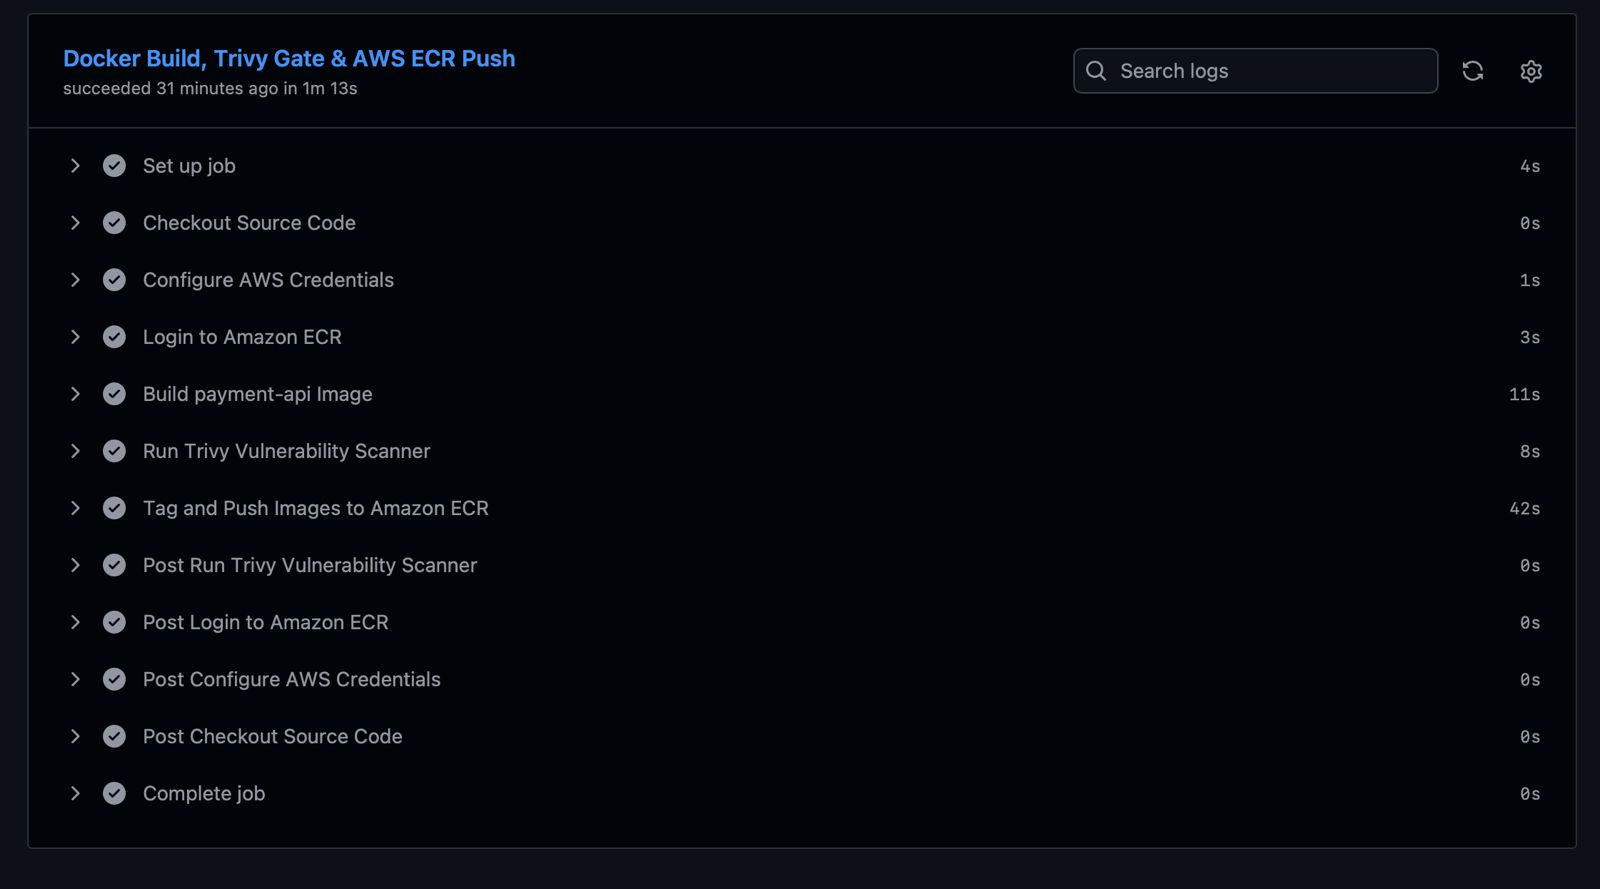 Docker Build, Trivy Gate & AWS ECR Push
succeeded 31 minutes ago in 1m 13s
Search logs
Set up job 4s
Checkout Source Code 0s
Configure AWS Credentials 1s
Login to Amazon ECR 3s
Build payment-api Image 11s
Run Trivy Vulnerability Scanner 8s
Tag and Push Images to Amazon ECR 42s
Post Run Trivy Vulnerability Scanner 0s
Post Login to Amazon ECR 0s
Post Configure AWS Credentials 0s
Post Checkout Source Code 0s
Complete job 0s